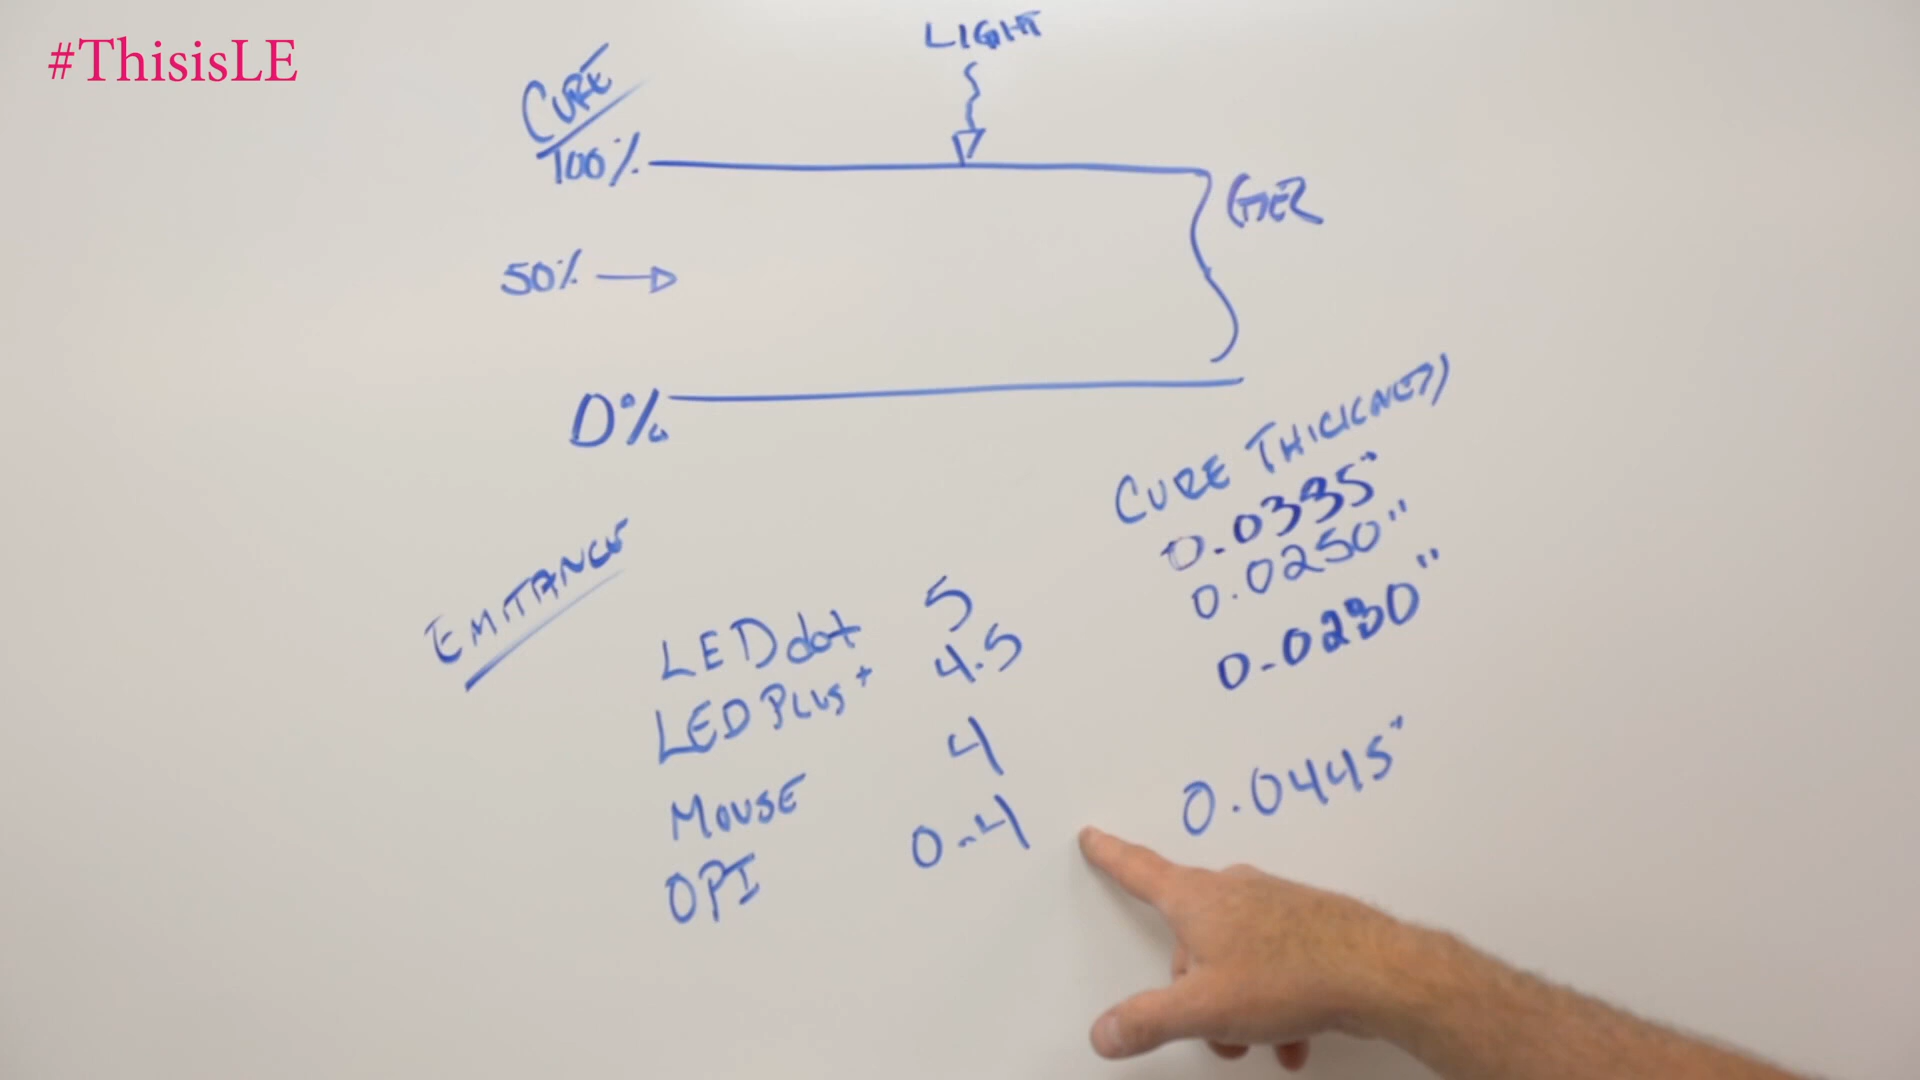 #ThisisLE
LIGHT
CURE
100%
GEL
50%
0%
CURE THICKNESS
0.0335"
0.0250"
0.0230"
0.0445"
EMITANCE
LED dot 5
LED PLUS+ 4.5
MOUSE 4
OPI 0.4